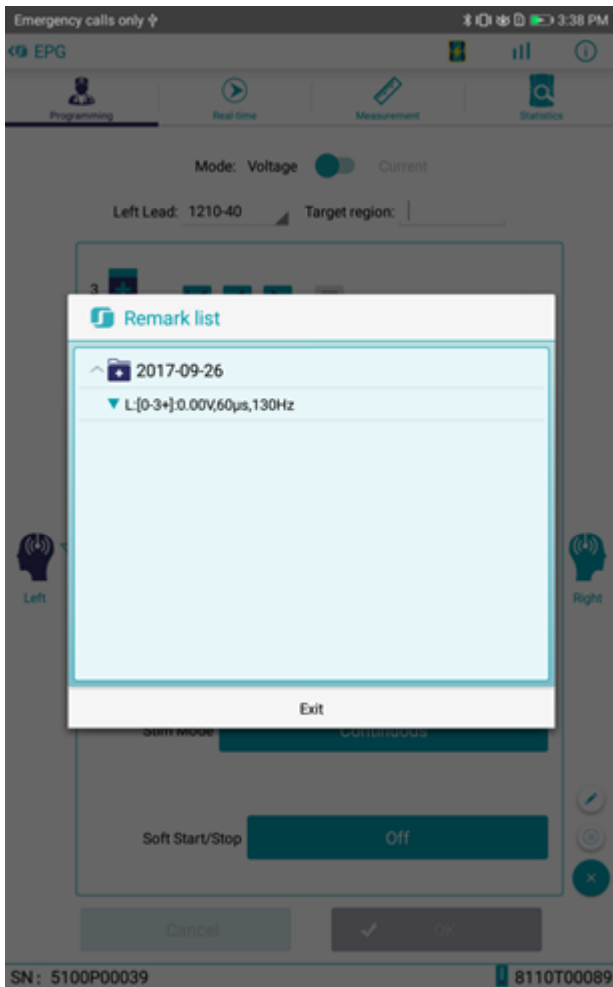 Emergency calls only
3:38 PM
EPG
Programming
Real-time
Measurement
Statistics
Mode: Voltage Current
Left Lead: 1210-40 Target region:
3
Remark list
2017-09-26
L:[0-3+]:0.00V,60µs,130Hz
Left
Right
Exit
Stim Mode Continuous
Soft Start/Stop Off
Cancel OK
SN: 5100P00039 8110T00089